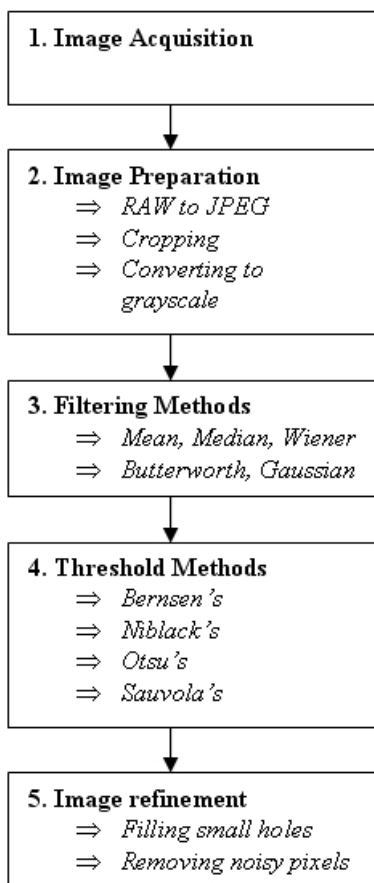 1. Image Acquisition
2. Image Preparation
⇒ RAW to JPEG
⇒ Cropping
⇒ Converting to
grayscale
3. Filtering Methods
⇒ Mean, Median, Wiener
⇒ Butterworth, Gaussian
4. Threshold Methods
⇒ Bernsen's
⇒ Niblack's
⇒ Otsu's
⇒ Sauvola's
5. Image refinement
⇒ Filling small holes
⇒ Removing noisy pixels